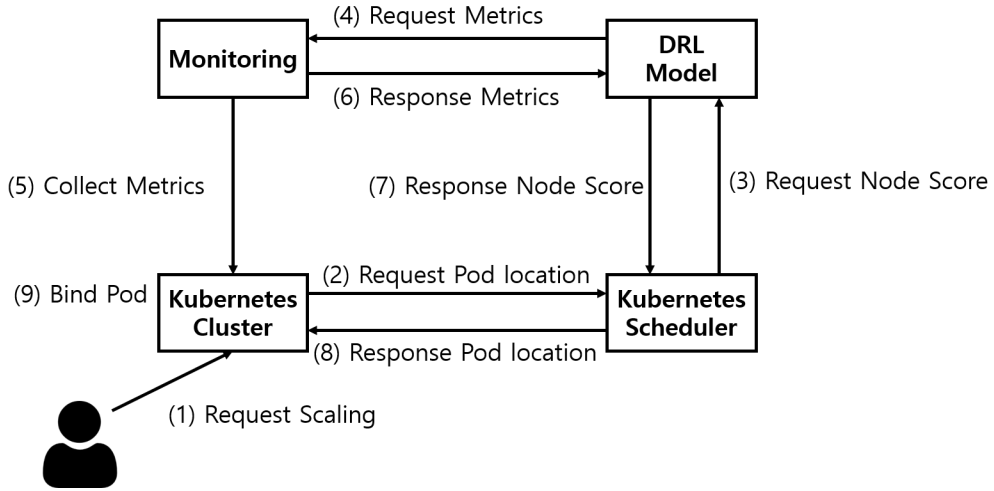 (4) Request Metrics
Monitoring
DRL
Model
(6) Response Metrics
(5) Collect Metrics
(7) Response Node Score
(3) Request Node Score
(2) Request Pod location
(9) Bind Pod
Kubernetes
Cluster
Kubernetes
Scheduler
(8) Response Pod location
(1) Request Scaling